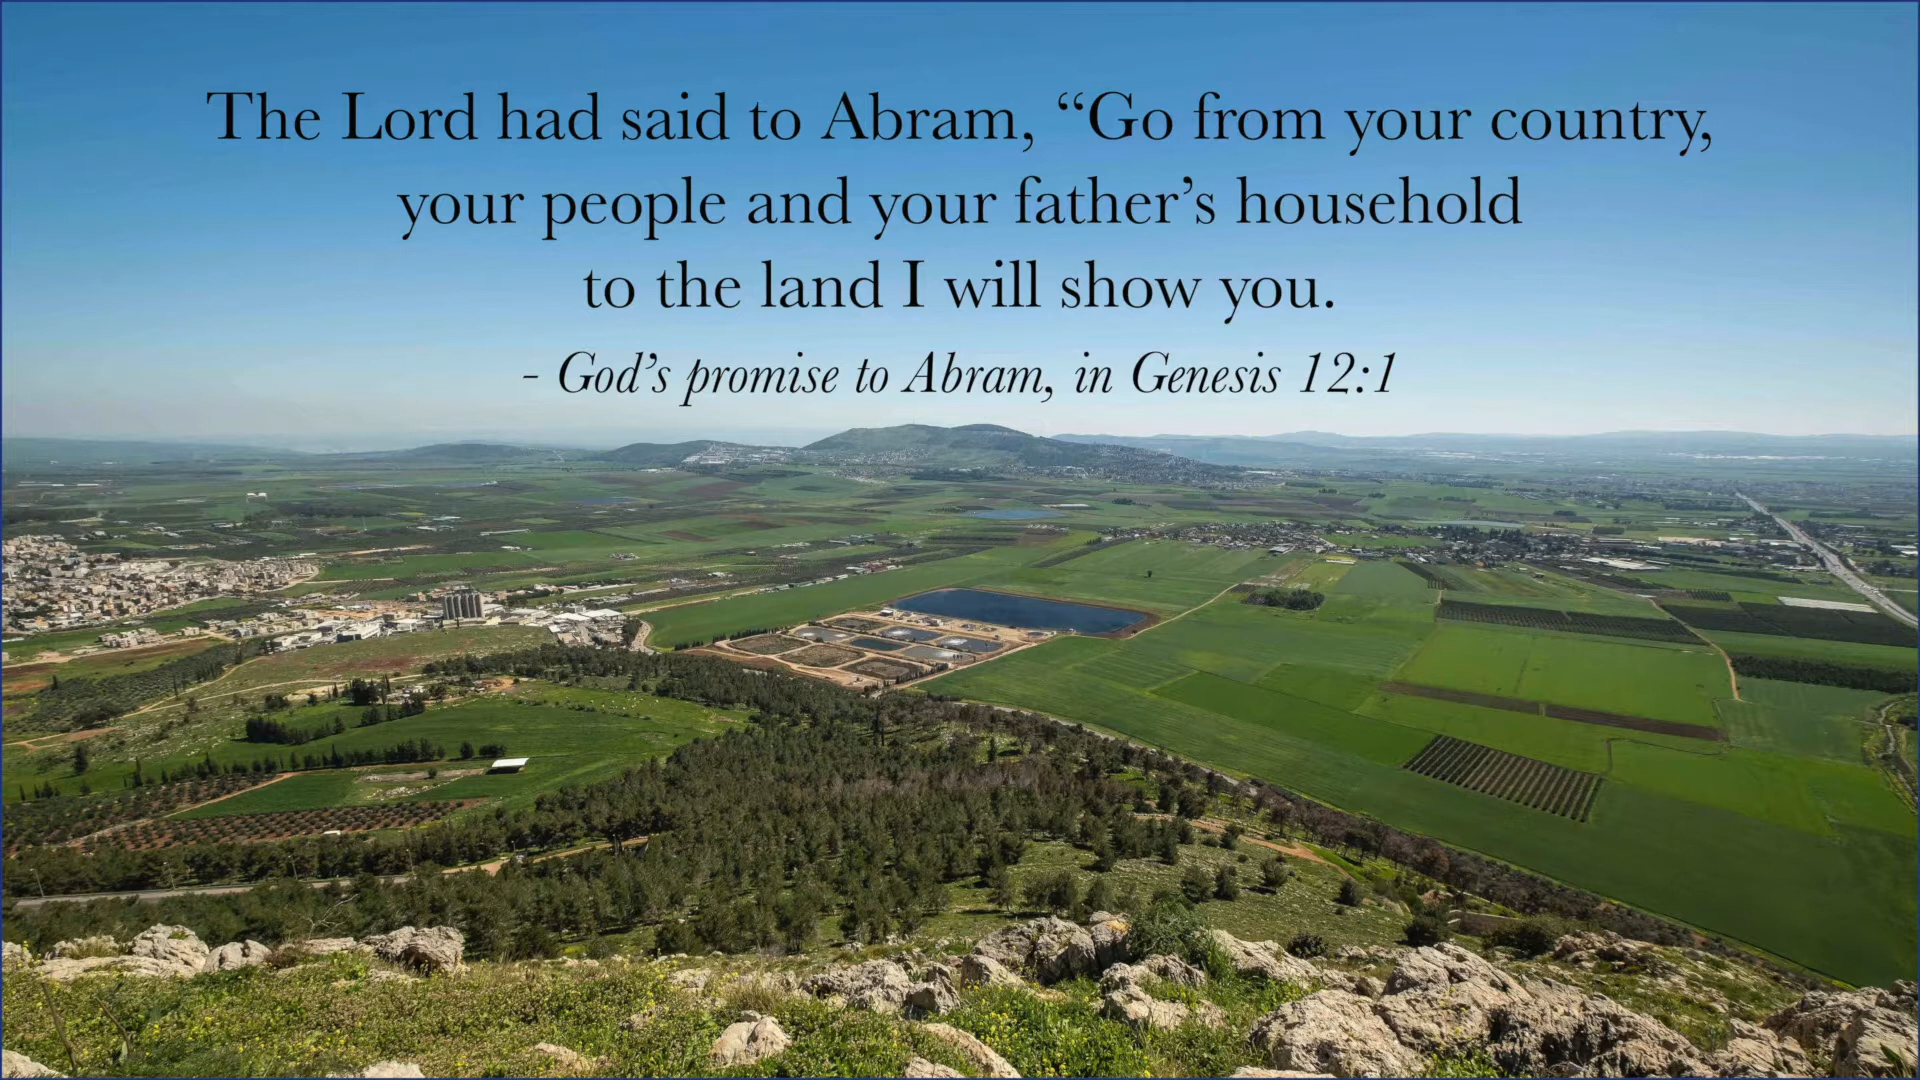 The Lord had said to Abram, “Go from your country,
your people and your father’s household
to the land I will show you.
- God’s promise to Abram, in Genesis 12:1